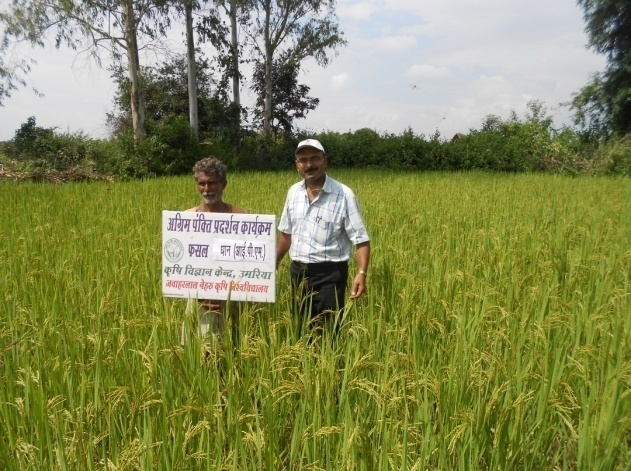 अग्रिम पंक्ति प्रदर्शन कार्यक्रम
फसल धान (आई.पी.एम.)
कृषि विज्ञान केन्द्र, उमरिया
जवाहरलाल नेहरू कृषि विश्वविद्यालय